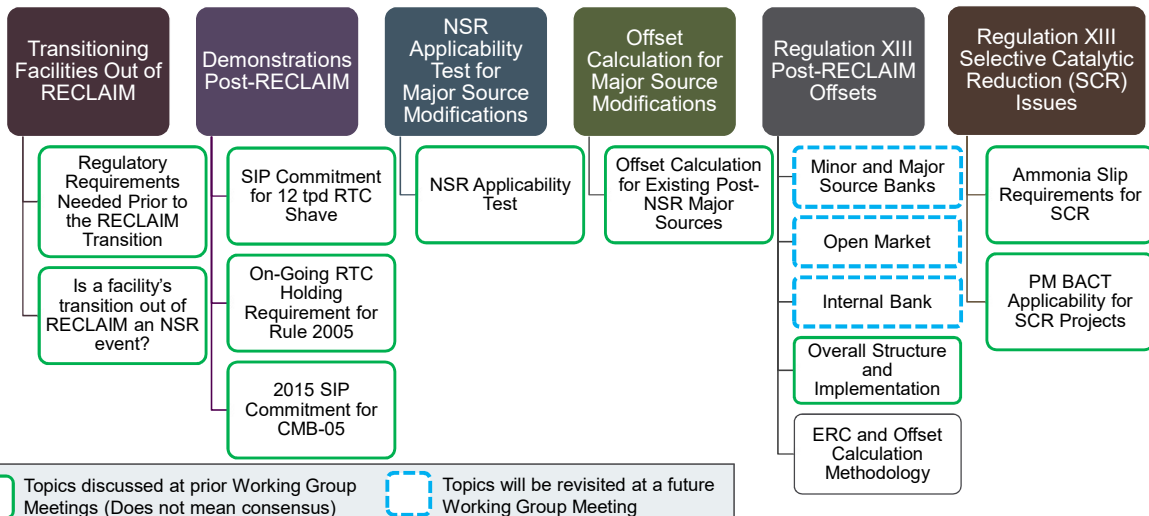 Transitioning
Facilities Out of
RECLAIM
Demonstrations
Post-RECLAIM
NSR
Applicability
Test for
Major Source
Modifications
Offset
Calculation for
Major Source
Modifications
Regulation XIII
Post-RECLAIM
Offsets
Regulation XIII
Selective Catalytic
Reduction (SCR)
Issues
Regulatory
Requirements
Needed Prior to
the RECLAIM
Transition
Is a facility's
transition out of
RECLAIM an NSR
event?
SIP Commitment
for 12 tpd RTC
Shave
On-Going RTC
Holding
Requirement for
Rule 2005
2015 SIP
Commitment for
CMB-05
NSR Applicability
Test
Offset Calculation
for Existing Post-
NSR Major
Sources
Minor and Major
Source Banks
Open Market
Internal Bank
Overall Structure
and
Implementation
ERC and Offset
Calculation
Methodology
Ammonia Slip
Requirements for
SCR
PM BACT
Applicability for
SCR Projects
Topics discussed at prior Working Group
Meetings (Does not mean consensus)
Topics will be revisited at a future
Working Group Meeting